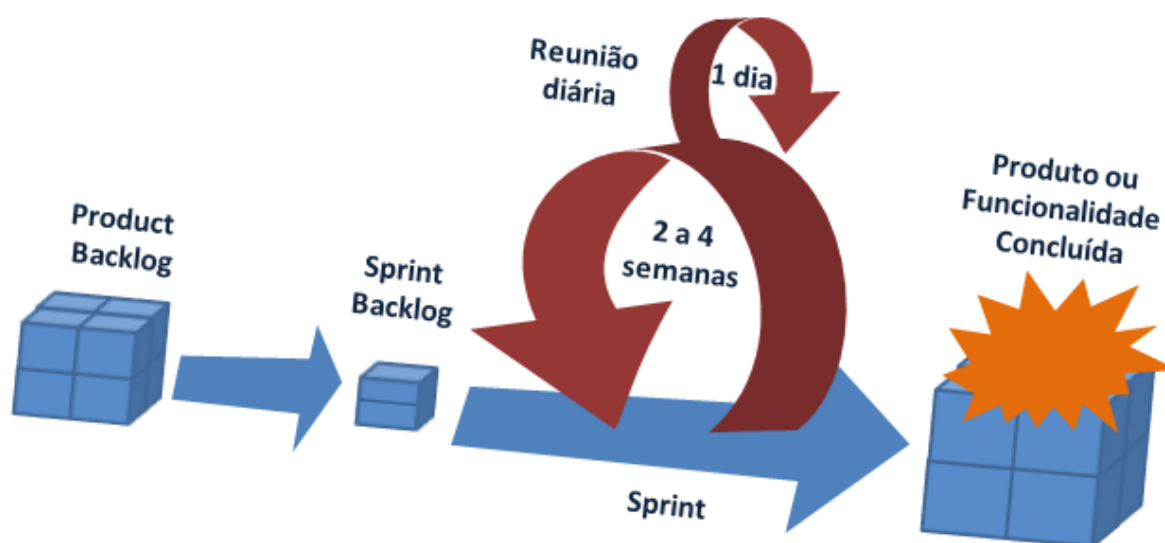 Product
Backlog
Sprint
Backlog
Reunião
diária
1 dia
2 a 4
semanas
Sprint
Produto ou
Funcionalidade
Concluída